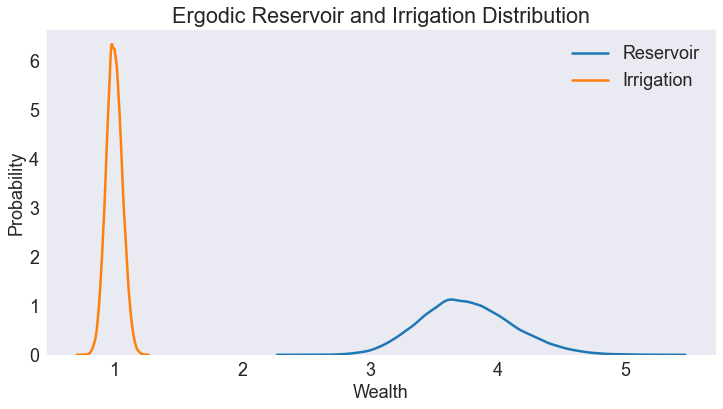 Ergodic Reservoir and Irrigation Distribution
Reservoir
Irrigation
Probability
6
5
4
3
2
1
0
1 2 3 4 5
Wealth